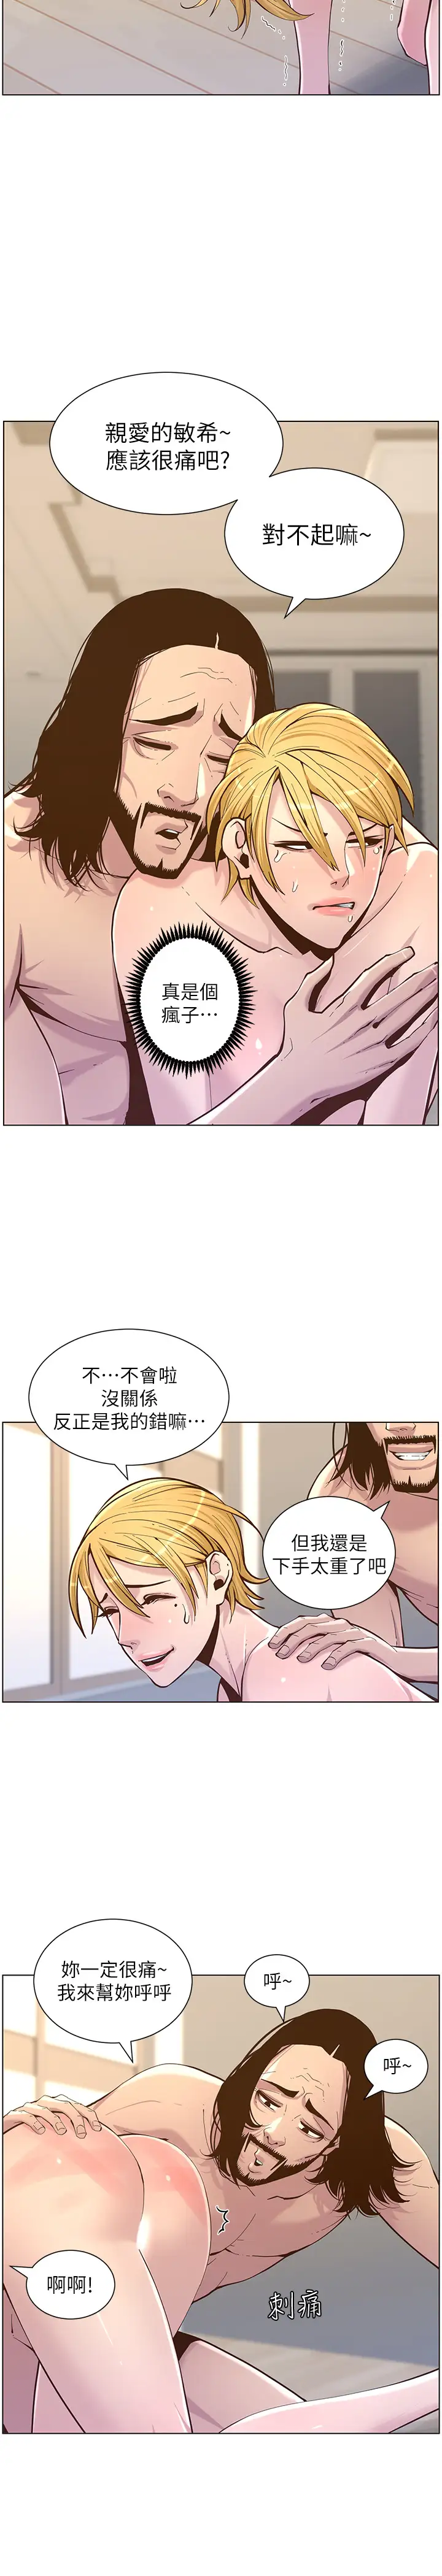 親愛的敏希~
應該很痛吧?
對不起嘛~
真是個
瘋子…
不…不會啦
沒關係
反正是我的錯嘛…
但我還是
下手太重了吧
妳一定很痛~
我來幫妳呼呼
呼~
呼~
啊啊!
刺痛